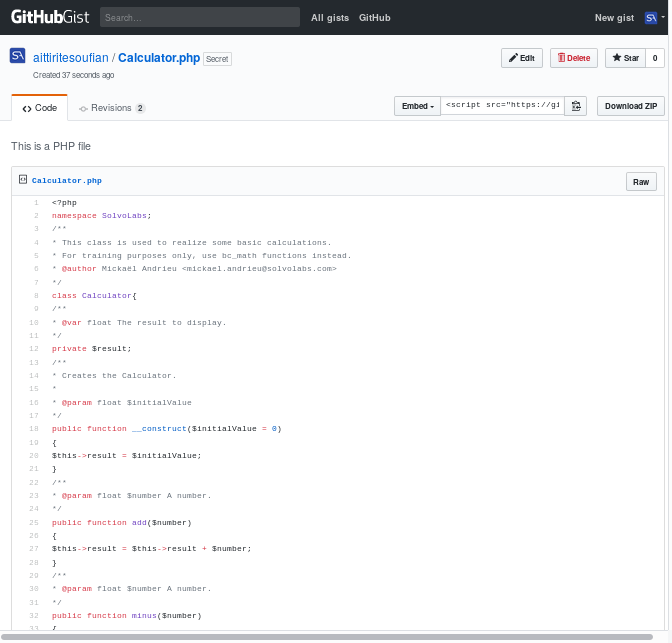 GitHubGist Search... All gists GitHub New gist
aittiritesoufian / Calculator.php Secret Edit Delete Star 0
Created 37 seconds ago
Code Revisions 2 Embed <script src="https://gi Download ZIP
This is a PHP file
Calculator.php Raw
1 <?php
2 namespace SolvoLabs;
3 /**
4 * This class is used to realize some basic calculations.
5 * For training purposes only, use bc_math functions instead.
6 * @author Mickaël Andrieu <mickael.andrieu@solvolabs.com>
7 */
8 class Calculator{
9 /**
10 * @var float The result to display.
11 */
12 private $result;
13 /**
14 * Creates the Calculator.
15 *
16 * @param float $initialValue
17 */
18 public function __construct($initialValue = 0)
19 {
20 $this->result = $initialValue;
21 }
22 /**
23 * @param float $number A number.
24 */
25 public function add($number)
26 {
27 $this->result = $this->result + $number;
28 }
29 /**
30 * @param float $number A number.
31 */
32 public function minus($number)
33 {